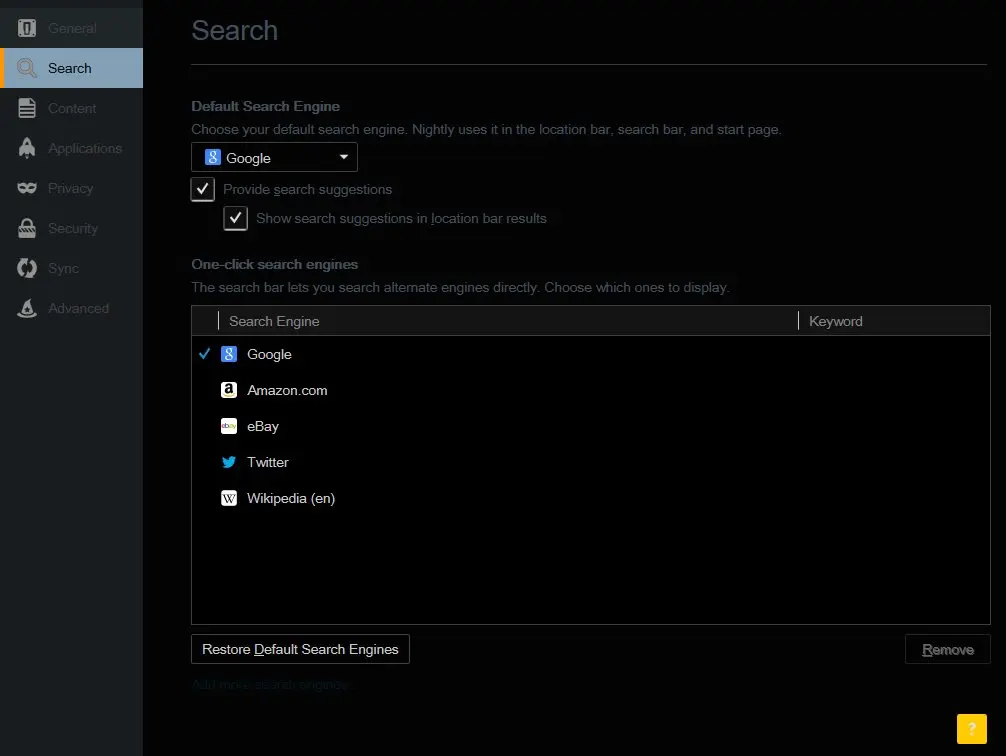 General
Search
Content
Applications
Privacy
Security
Sync
Advanced
Search
Default Search Engine
Choose your default search engine. Nightly uses it in the location bar, search bar, and start page.
Google
Provide search suggestions
Show search suggestions in location bar results
One-click search engines
The search bar lets you search alternate engines directly. Choose which ones to display.
Search Engine Keyword
Google
Amazon.com
eBay
Twitter
Wikipedia (en)
Restore Default Search Engines Remove
Add more search engines...
?